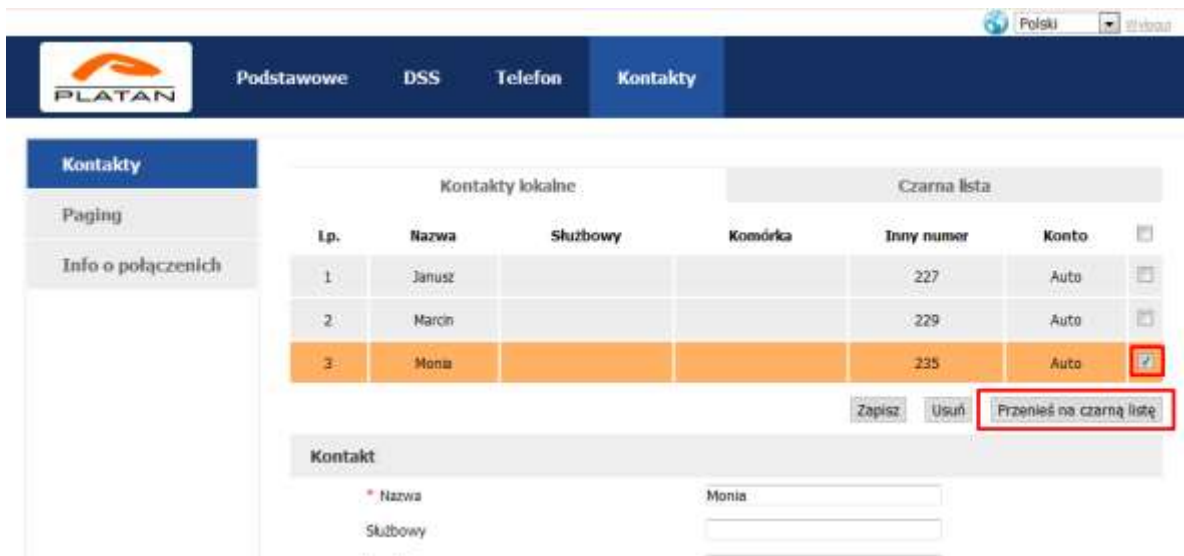 Polski
Wyloguj
PLATAN
Podstawowe DSS Telefon Kontakty
Kontakty
Paging
Info o połączenich
Kontakty lokalne Czarna lista
Lp. Nazwa Służbowy Komórka Inny numer Konto
1 Janusz 227 Auto
2 Marcin 229 Auto
3 Monia 235 Auto
Zapisz Usuń Przenieś na czarną listę
Kontakt
* Nazwa Monia
Służbowy